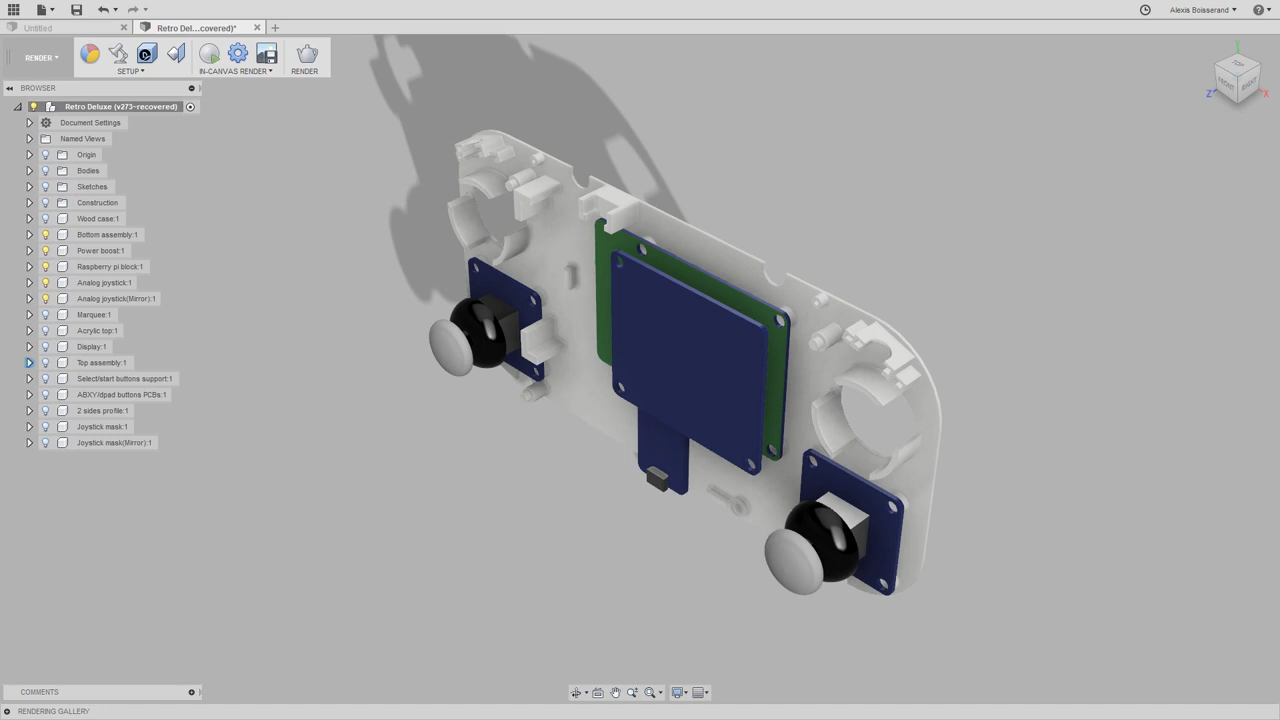 Alexis Boisserand
Untitled
Retro Del...covered)*
RENDER
SETUP
IN-CANVAS RENDER
RENDER
BROWSER
Retro Deluxe (v273~recovered)
Document Settings
Named Views
Origin
Bodies
Sketches
Construction
Wood case:1
Bottom assembly:1
Power boost:1
Raspberry pi block:1
Analog joystick:1
Analog joystick(Mirror):1
Marquee:1
Acrylic top:1
Display:1
Top assembly:1
Select/start buttons support:1
ABXY/dpad buttons PCBs:1
2 sides profile:1
Joystick mask:1
Joystick mask(Mirror):1
Y
TOP
FRONT
RIGHT
Z
X
COMMENTS
RENDERING GALLERY